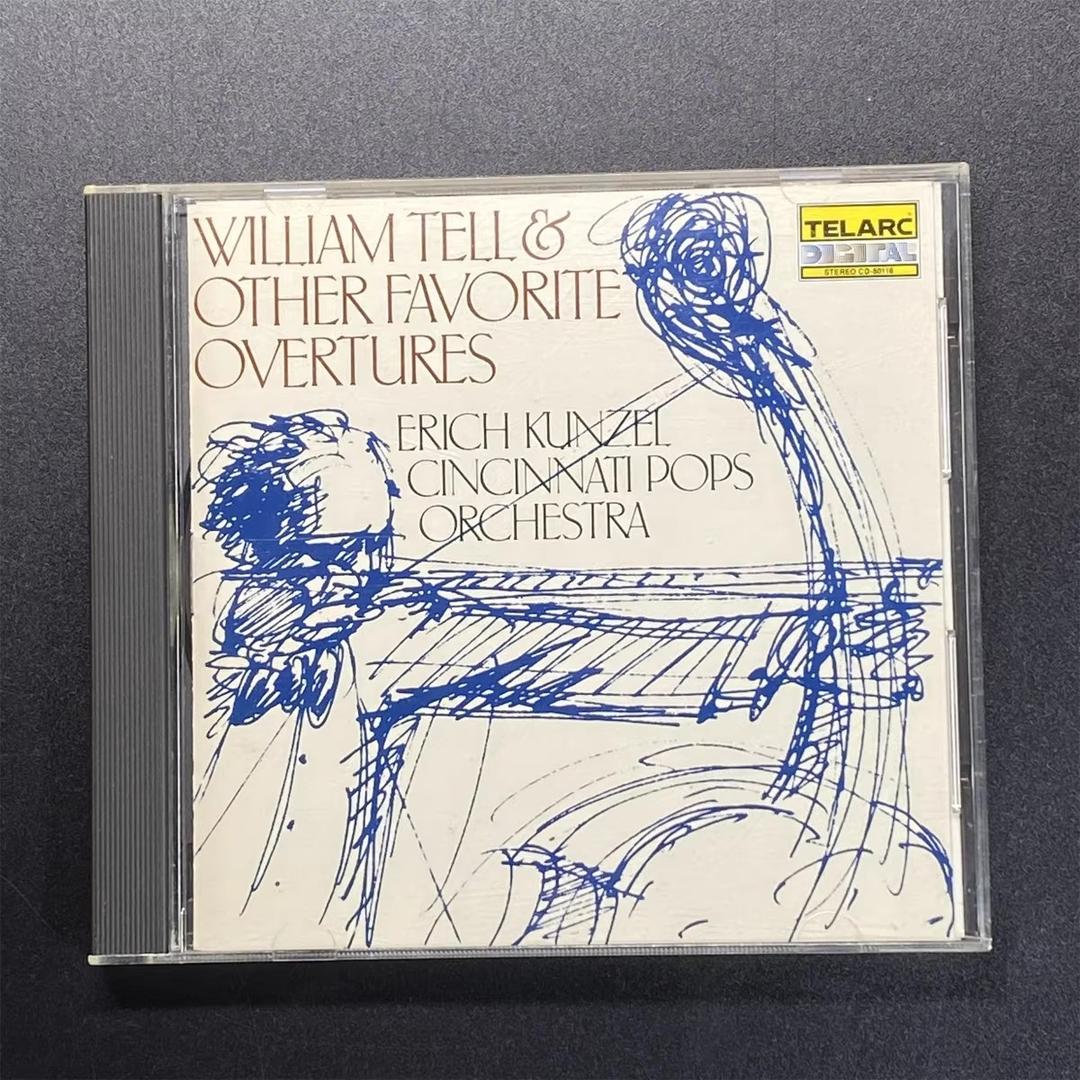 WILLIAM TELL &
OTHER FAVORITE
OVERTURES
TELARC
DIGITAL
STEREO CD-80116
ERICH KUNZEL
CINCINNATI POPS
ORCHESTRA